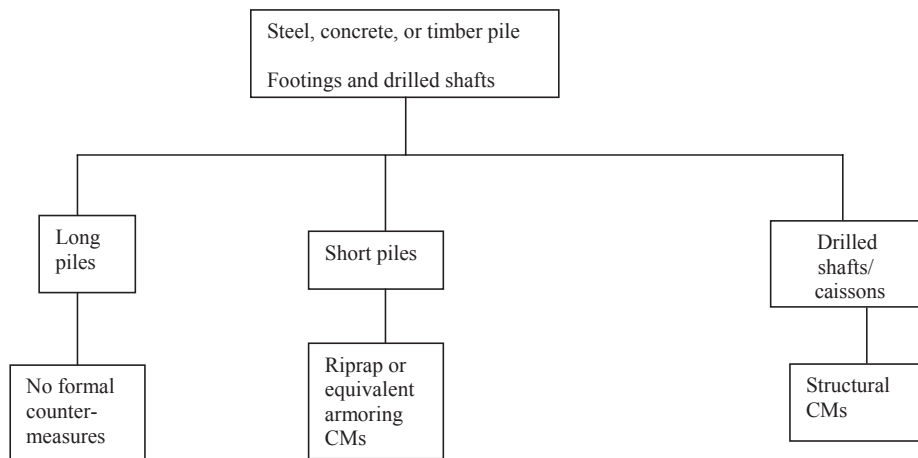 Steel, concrete, or timber pile
Footings and drilled shafts
Long
piles
Short piles
Drilled
shafts/
caissons
No formal
counter-
measures
Riprap or
equivalent
armoring
CMs
Structural
CMs